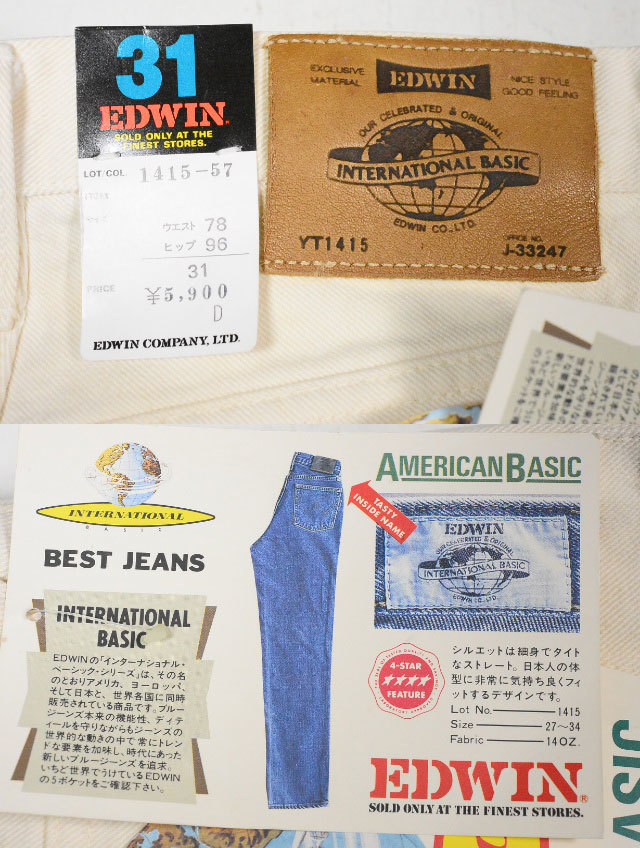 31
EDWIN®
SOLD ONLY AT THE
FINEST STORES.
LOT/COL. 1415-57
ウエスト 78
ヒップ 96
31
PRICE
¥5,900
D
EDWIN COMPANY, LTD.
EXCLUSIVE
MATERIAL
EDWIN
NICE STYLE
GOOD FEELING
OUR CELEBRATED & ORIGINAL
INTERNATIONAL BASIC
EDWIN CO.,LTD.
YT1415
OFFICE NO.
J-33247
INTERNATIONAL
BASIC
BEST JEANS
INTERNATIONAL
BASIC
EDWINの「インターナショナル・
ベーシック・シリーズ」は、その名
のとおりアメリカ、ヨーロッパ、
そして日本と、世界各国に同時
販売されている商品です。ブルー
ジーンズ本来の機能性、ディテ
ィールを守りながらもジーンズの
世界的な動きの中で常にトレン
ドな要素を加味し、時代にあった
新しいブルージーンズを追求。
いちど世界でうけているEDWIN
の5ポケットをご確認下さい。
TASTY
INSIDE NAME
AMERICAN BASIC
EDWIN
OUR CELEBRATED & ORIGINAL
INTERNATIONAL BASIC
EDWIN CO.,LTD.
4-STAR
★★★★
FEATURE
シルエットは細身でタイト
なストレート。日本人の体
型に非常に気持ち良くフィ
ットするデザインです。
Lot No. 1415
Size 27~34
Fabric 14OZ.
EDWIN®
SOLD ONLY AT THE FINEST STORES.